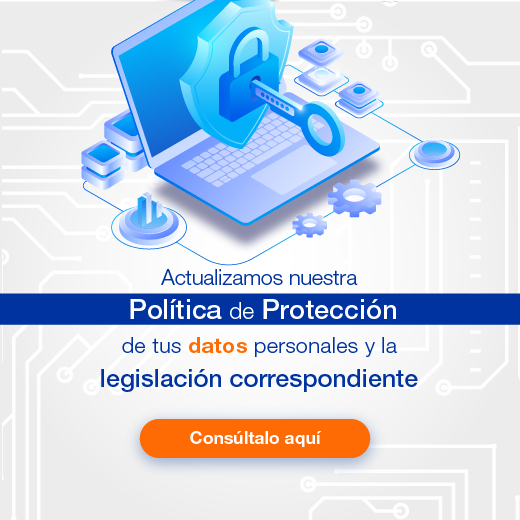 Actualizamos nuestra
Política de Protección
de tus datos personales y la
legislación correspondiente
Consúltalo aquí